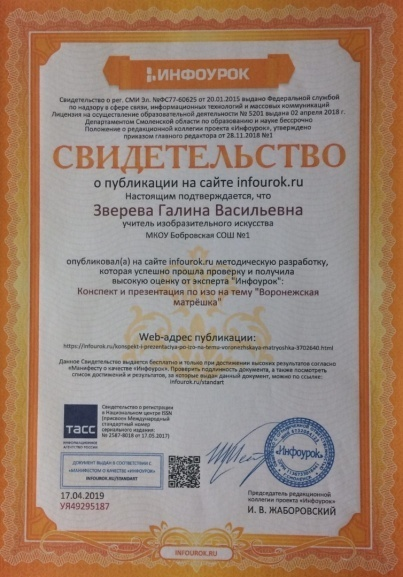 ИНФОУРОК
Свидетельство о рег. СМИ Эл. №ФС77-60625 от 20.01.2015 выдано Федеральной службой
по надзору в сфере связи, информационных технологий и массовых коммуникаций
Лицензия на осуществление образовательной деятельности № 5201 выдана 02 апреля 2018 г.
Департаментом Смоленской области по образованию и науке бессрочно
Положение о редакционной коллегии проекта «Инфоурок», утверждено
приказом главного редактора от 28.11.2018 №1
СВИДЕТЕЛЬСТВО
о публикации на сайте infourok.ru
Настоящим подтверждается, что
Зверева Галина Васильевна
учитель изобразительного искусства
МКОУ Бобровская СОШ №1
опубликовал(а) на сайте infourok.ru методическую разработку,
которая успешно прошла проверку и получила
высокую оценку от эксперта "Инфоурок":
Конспект и презентация по изо на тему "Воронежская
матрёшка"
Web-адрес публикации:
https://infourok.ru/konspekt-i-prezentaciya-po-izo-na-temu-voronezhskaya-matryoshka-3702640.html
Данное Свидетельство выдается бесплатно и только при достижении высоких результатов согласно
«Манифесту о качестве «Инфоурок». Проверить подлинность документа, а также посмотреть
список достижений и результатов, за которые выдан данный документ, можно по ссылке:
infourok.ru/standart
ТАСС
ИНФОРМАЦИОННОЕ
АГЕНТСТВО РОССИИ
Свидетельство о регистрации
в Национальном центре ISSN
(присвоен Международный
стандартный номер
сериального издания:
№ 2587-8018 от 17.05.2017)
ДОКУМЕНТ ВЫДАН В СООТВЕТСТВИИ С
«МАНИФЕСТОМ О КАЧЕСТВЕ «ИНФОУРОК»
INFOUROK.RU/STANDART
17.04.2019
УЯ49295187
«Инфоурок»
Председатель редакционной
коллегии проекта "Инфоурок"
И. В. ЖАБОРОВСКИЙ
INFOUROK.RU